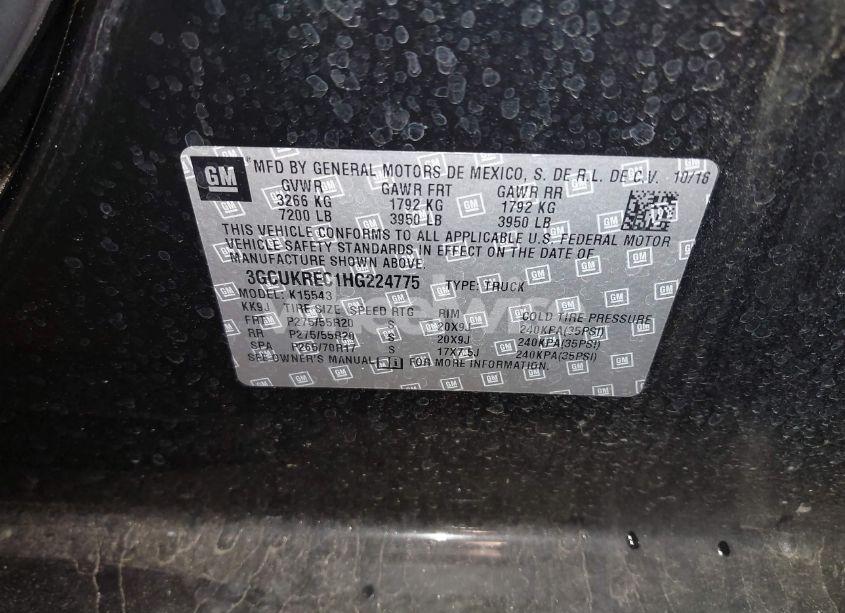 GM MFD BY GENERAL MOTORS DE MEXICO, S. DE R.L. DE C.V. 10/16
GVWR GAWR FRT GAWR RR
3266 KG 1792 KG 1792 KG
7200 LB 3950 LB 3950 LB
THIS VEHICLE CONFORMS TO ALL APPLICABLE U.S. FEDERAL MOTOR
VEHICLE SAFETY STANDARDS IN EFFECT ON THE DATE OF
MANUFACTURE SHOWN ABOVE.
3GCUKREC1HG224775 TYPE: TRUCK
MODEL: K15543
KK9J TIRE SIZE SPEED RTG RIM COLD TIRE PRESSURE
FRT P275/55R20 S 20X9J 240KPA(35PSI)
RR P275/55R20 S 20X9J 240KPA(35PSI)
SPA P265/70R17 S 17X7.5J 240KPA(35PSI)
SEE OWNER'S MANUAL FOR MORE INFORMATION.